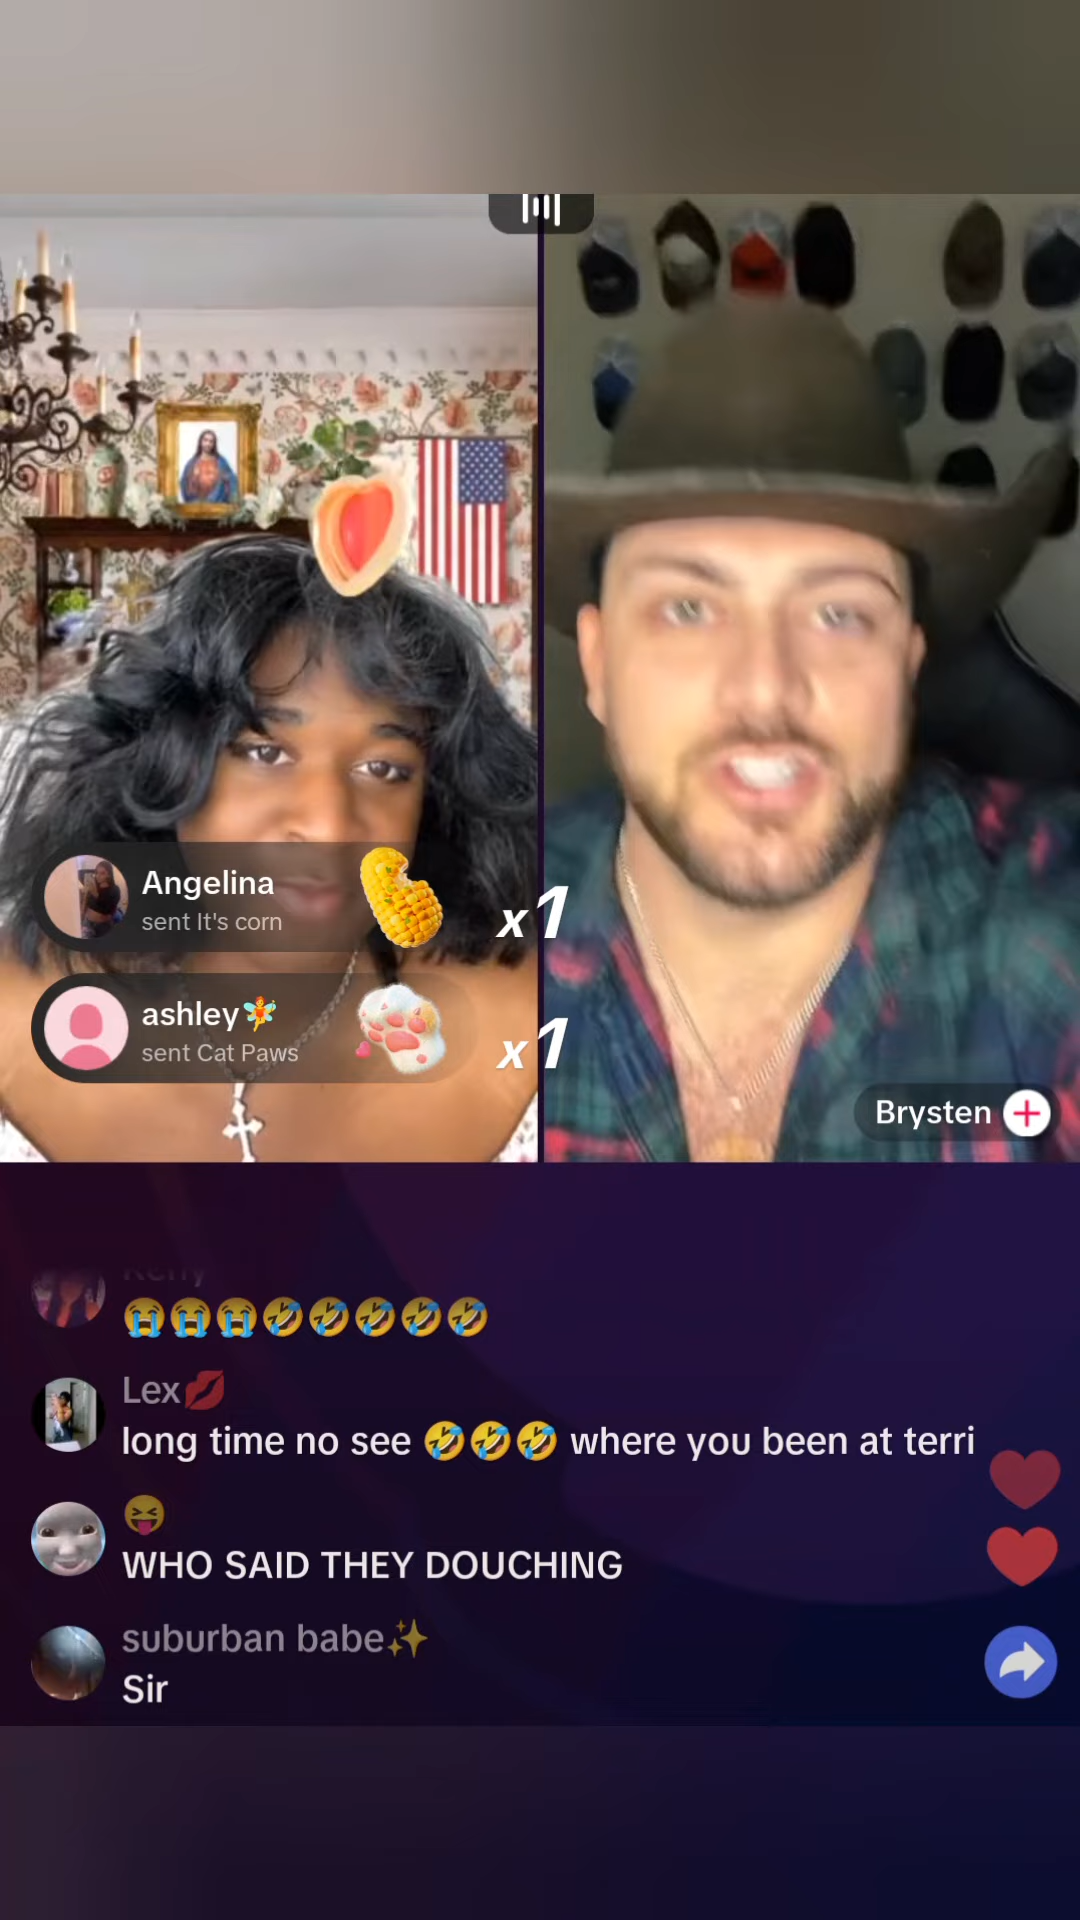 Angelina
sent It's corn
x1
ashley🧚
sent Cat Paws
x1
Brysten
😭😭😭🤣🤣🤣🤣🤣
Lex💋
long time no see 🤣🤣🤣 where you been at terri
😝
WHO SAID THEY DOUCHING
suburban babe✨
Sir